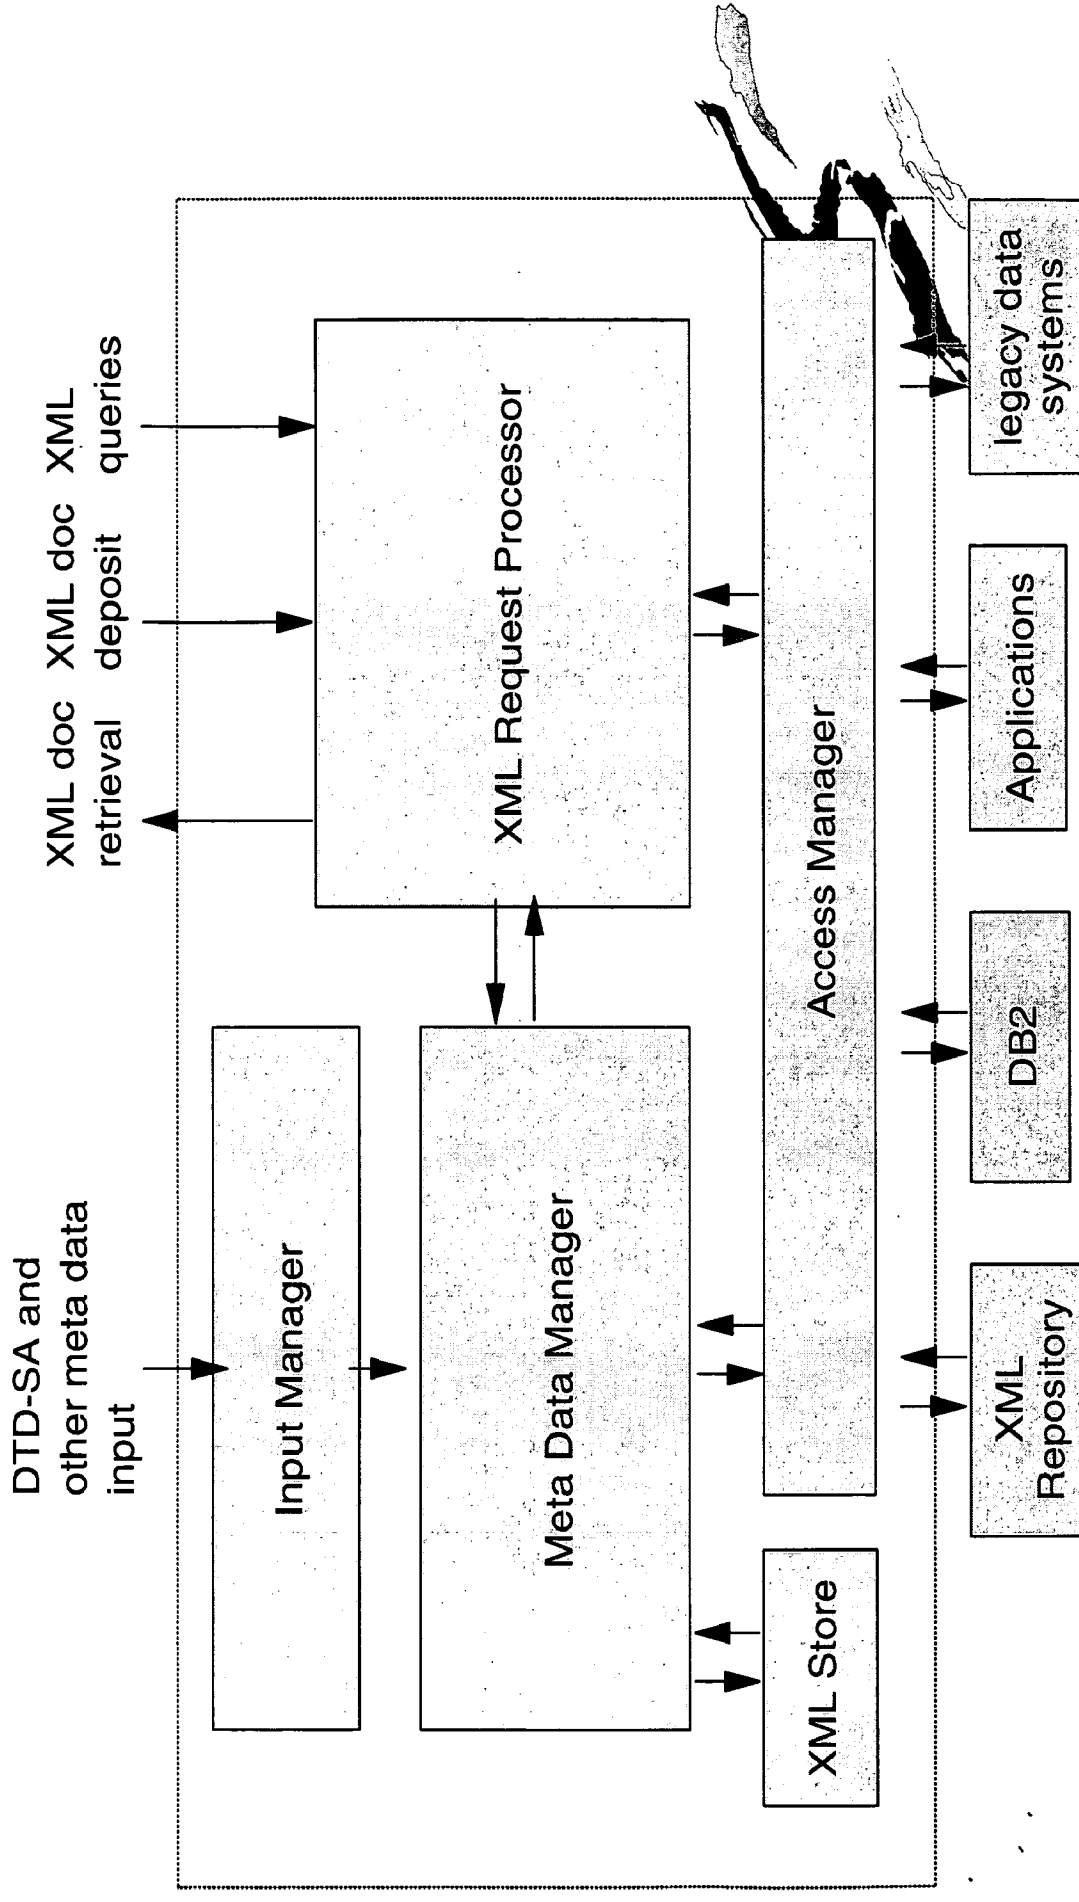 DTD-SA and
other meta data
input
XML doc
retrieval
XML doc
deposit
XML
queries
Input Manager
Meta Data Manager
XML Request Processor
XML Store
Access Manager
XML
Repository
DB2
Applications
legacy data
systems